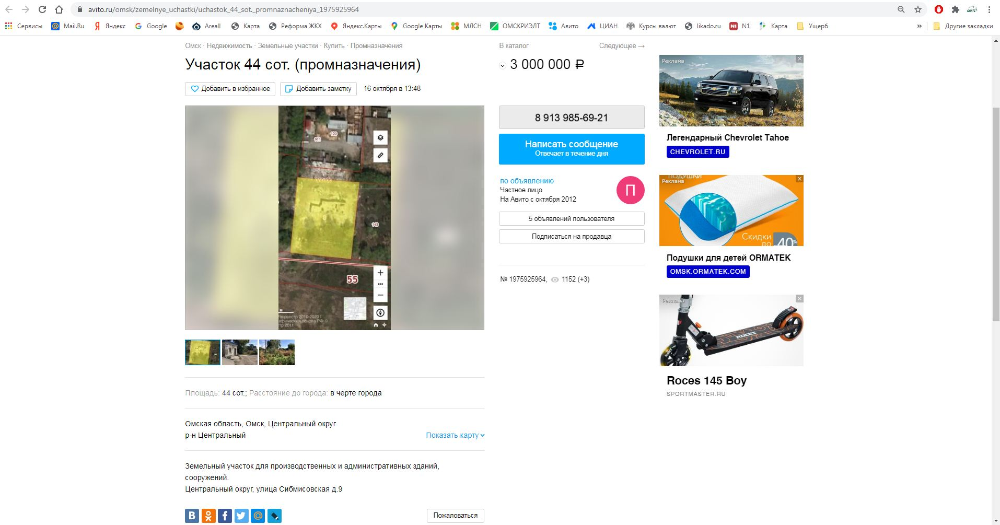 avito.ru/omsk/zemelnye_uchastki/uchastok_44_sot._promnaznacheniya_1975925964
Сервисы Mail.Ru Яндекс Google Areall Карта Реформа ЖКХ Яндекс.Карты Google Карты МЛСН ОМСКРИЭЛТ Авито ЦИАН Курсы валют likado.ru N1 Карта Ущерб » Другие закладки
Омск · Недвижимость · Земельные участки · Купить · Промназначения
В каталог
Следующее →
Участок 44 сот. (промназначения)
3 000 000 ₽
Добавить в избранное
Добавить заметку
16 октября в 13:48
8 913 985-69-21
Написать сообщение
Отвечает в течение дня
по объявлению
Частное лицо
На Авито с октября 2012
П
5 объявлений пользователя
Подписаться на продавца
№ 1975925964, 1152 (+3)
120
911
3
143
55
Площадь: 44 сот.; Расстояние до города: в черте города
Омская область, Омск, Центральный округ
р-н Центральный
Показать карту
Земельный участок для производственных и административных зданий,
сооружений.
Центральный округ, улица Сибмисовская д.9
Пожаловаться
Реклама
Легендарный Chevrolet Tahoe
CHEVROLET.RU
ПОДУШКИ
Реклама
Скидки
до -40%
Подушки для детей ORMATEK
OMSK.ORMATEK.COM
Реклама
ROCES
Roces 145 Boy
SPORTMASTER.RU